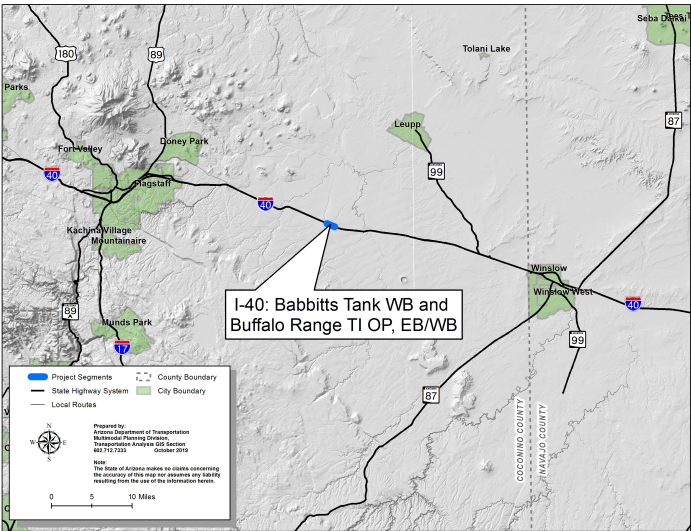 Seba Dalkai
Tees T
180
89
Tolani Lake
Parks
87
Leupp
Doney Park
Fort Valley
99
40
Flagstaff
40
Kachina Village
Mountainaire
Winslow
Winslow West
40
I-40: Babbitts Tank WB and
Buffalo Range TI OP, EB/WB
89
A
Munds Park
17
99
87
COCONINO COUNTY
NAVAJO COUNTY
Project Segments
County Boundary
State Highway System
City Boundary
Local Routes
N
W
E
S
Prepared by:
Arizona Department of Transportation
Multimodal Planning Division,
Transportation Analysis GIS Section
602.712.7333 October 2019
Note:
The State of Arizona makes no claims concerning
the accuracy of this map nor assumes any liability
resulting from the use of the information herein.
0 5 10 Miles